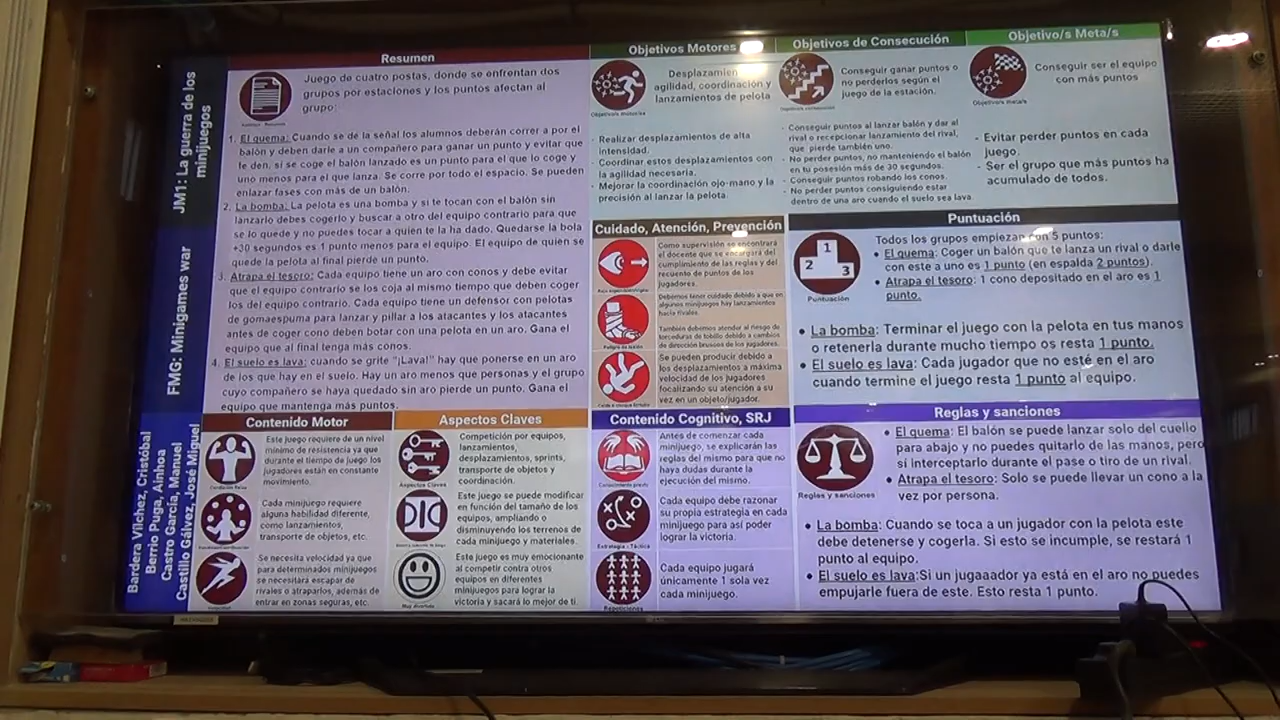 JM1: La guerra de los
minijuegos
FMG: Minigames war
Bardera Vílchez, Cristóbal
Berrio Puga, Ainhoa
Castro García, Manuel
Castillo Gálvez, José Miguel
Resumen
Juego de cuatro postas, donde se enfrentan dos
grupos por estaciones y los puntos afectan al
grupo:
1. El quema: Cuando se de la señal los alumnos deberán correr a por el
balón y deben darle a un compañero para ganar un punto y evitar que
le den, si se coge el balón lanzado es un punto para el que lo coge y
uno menos para el que lanza. Se corre por todo el espacio. Se pueden
enlazar fases con más de un balón.
2. La bomba: La pelota es una bomba y si te tocan con el balón sin
lanzarlo debes cogerlo y buscar a otro del equipo contrario para que
se lo quede y no puedes tocar a quien te la ha dado. Quedarse la bola
+30 segundos es 1 punto menos para el equipo. El equipo de quien se
quede la pelota al final pierde un punto.
3. Atrapa el tesoro: Cada equipo tiene un aro con conos y debe evitar
que el equipo contrario se los coja al mismo tiempo que deben coger
los del equipo contrario. Cada equipo tiene un defensor con pelotas
de gomaespuma para lanzar y pillar a los atacantes y los atacantes
antes de coger cono deben botar con una pelota en un aro. Gana el
equipo que al final tenga más conos.
4. El suelo es lava: cuando se grite "¡Lava!" hay que ponerse en un aro
de los que hay en el suelo. Hay un aro menos que personas y el grupo
cuyo compañero se haya quedado sin aro pierde un punto. Gana el
equipo que mantenga más puntos.
Objetivos Motores
Desplazamien
agilidad, coordinación y
lanzamientos de pelota
Objetivo/s motor/es
- Realizar desplazamientos de alta
intensidad.
- Coordinar estos desplazamientos con
la agilidad necesaria.
- Mejorar la coordinación ojo-mano y la
precisión al lanzar la pelota.
Objetivos de Consecución
Conseguir ganar puntos o
no perderlos según el
juego de la estación.
- Conseguir puntos al lanzar balón y dar al
rival o recepcionar lanzamiento del rival,
que pierde también uno.
- No perder puntos, no manteniendo el balón
en tu posesión más de 30 segundos.
- Conseguir puntos robando los conos.
- No perder puntos consiguiendo estar
dentro de una aro cuando el suelo sea lava.
Objetivo/s Meta/s
Conseguir ser el equipo
con más puntos
Objetivo/s meta/s
- Evitar perder puntos en cada
juego.
- Ser el grupo que más puntos ha
acumulado de todos.
Cuidado, Atención, Prevención
Como supervisión se encontrará
el docente que se encargará del
cumplimiento de las reglas y del
recuento de puntos de los
jugadores.
Debemos tener cuidado debido a que en
algunos minijuegos hay lanzamientos
hacia rivales.
También debemos atender al riesgo de
torceduras de tobillo debido a cambios
de dirección bruscos de los jugadores.
Peligro de lesión
Se pueden producir debido a
los desplazamientos a máxima
velocidad de los jugadores
focalizando su atención a su
vez en un objeto/jugador.
Puntuación
1
2
3
Puntuación
Todos los grupos empiezan con 5 puntos:
● El quema: Coger un balón que te lanza un rival o darle
con este a uno es 1 punto (en espalda 2 puntos).
● Atrapa el tesoro: 1 cono depositado en el aro es 1
punto.
● La bomba: Terminar el juego con la pelota en tus manos
o retenerla durante mucho tiempo os resta 1 punto.
● El suelo es lava: Cada jugador que no esté en el aro
cuando termine el juego resta 1 punto al equipo.
Contenido Motor
Este juego requiere de un nivel
mínimo de resistencia ya que
durante el tiempo de juego los
jugadores están en constante
movimiento.
Condición física
Cada minijuego requiere
alguna habilidad diferente,
como lanzamientos,
transporte de objetos, etc.
Se necesita velocidad ya que
para determinados minijuegos
se necesitará escapar de
rivales o atraparlos, además de
entrar en zonas seguras, etc.
Aspectos Claves
Competición por equipos,
lanzamientos,
desplazamientos, sprints,
transporte de objetos y
coordinación.
Aspectos Claves
Este juego se puede modificar
en función del tamaño de los
equipos, ampliando o
disminuyendo los terrenos de
cada minijuego y materiales.
Este juego es muy emocionante
al competir contra otros
equipos en diferentes
minijuegos para lograr la
victoria y sacará lo mejor de ti.
Muy divertido
Contenido Cognitivo, SRJ
Antes de comenzar cada
minijuego, se explicarán las
reglas del mismo para que no
haya dudas durante la
ejecución del mismo.
Conocimiento previo
Cada equipo debe razonar
su propia estrategia en cada
minijuego para así poder
lograr la victoria.
Estrategia - Táctica
Cada equipo jugará
únicamente 1 sola vez
cada minijuego.
Repeticiones
Reglas y sanciones
Reglas y sanciones
● El quema: El balón se puede lanzar solo del cuello
para abajo y no puedes quitarlo de las manos, pero
sí interceptarlo durante el pase o tiro de un rival.
● Atrapa el tesoro: Solo se puede llevar un cono a la
vez por persona.
● La bomba: Cuando se toca a un jugador con la pelota este
debe detenerse y cogerla. Si esto se incumple, se restará 1
punto al equipo.
● El suelo es lava:Si un jugaaador ya está en el aro no puedes
empujarle fuera de este. Esto resta 1 punto.